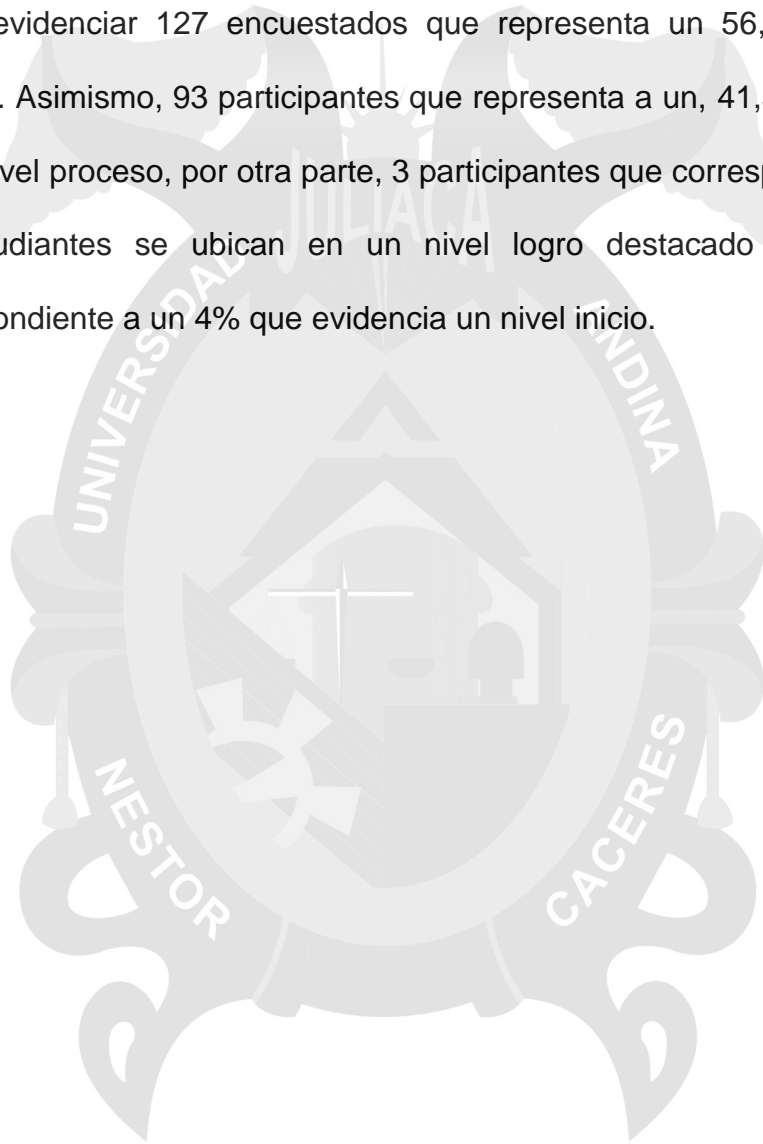 evidenciar 127 encuestados que representa un 56,
. Asimismo, 93 participantes que representa a un, 41,
vel proceso, por otra parte, 3 participantes que corresp
udiantes se ubican en un nivel logro destacado
ondiente a un 4% que evidencia un nivel inicio.
JULIACA
UNIVERSIDAD
ANDINA
NESTOR
CACERES